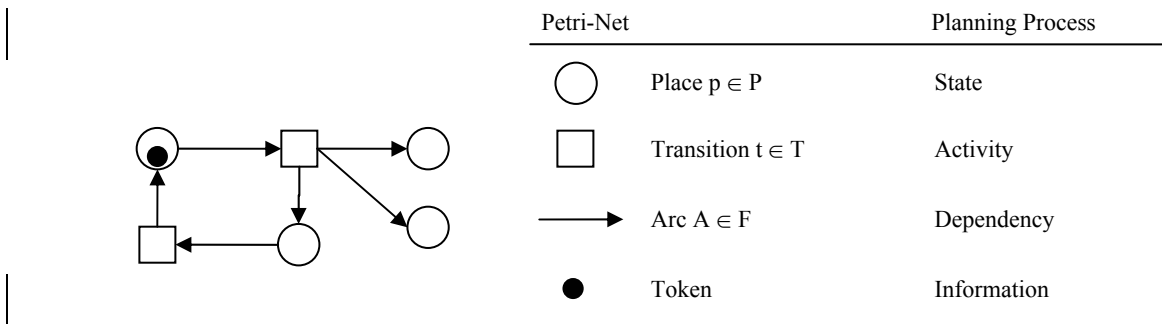 Petri-Net Planning Process
Place p ∈ P State
Transition t ∈ T Activity
Arc A ∈ F Dependency
Token Information